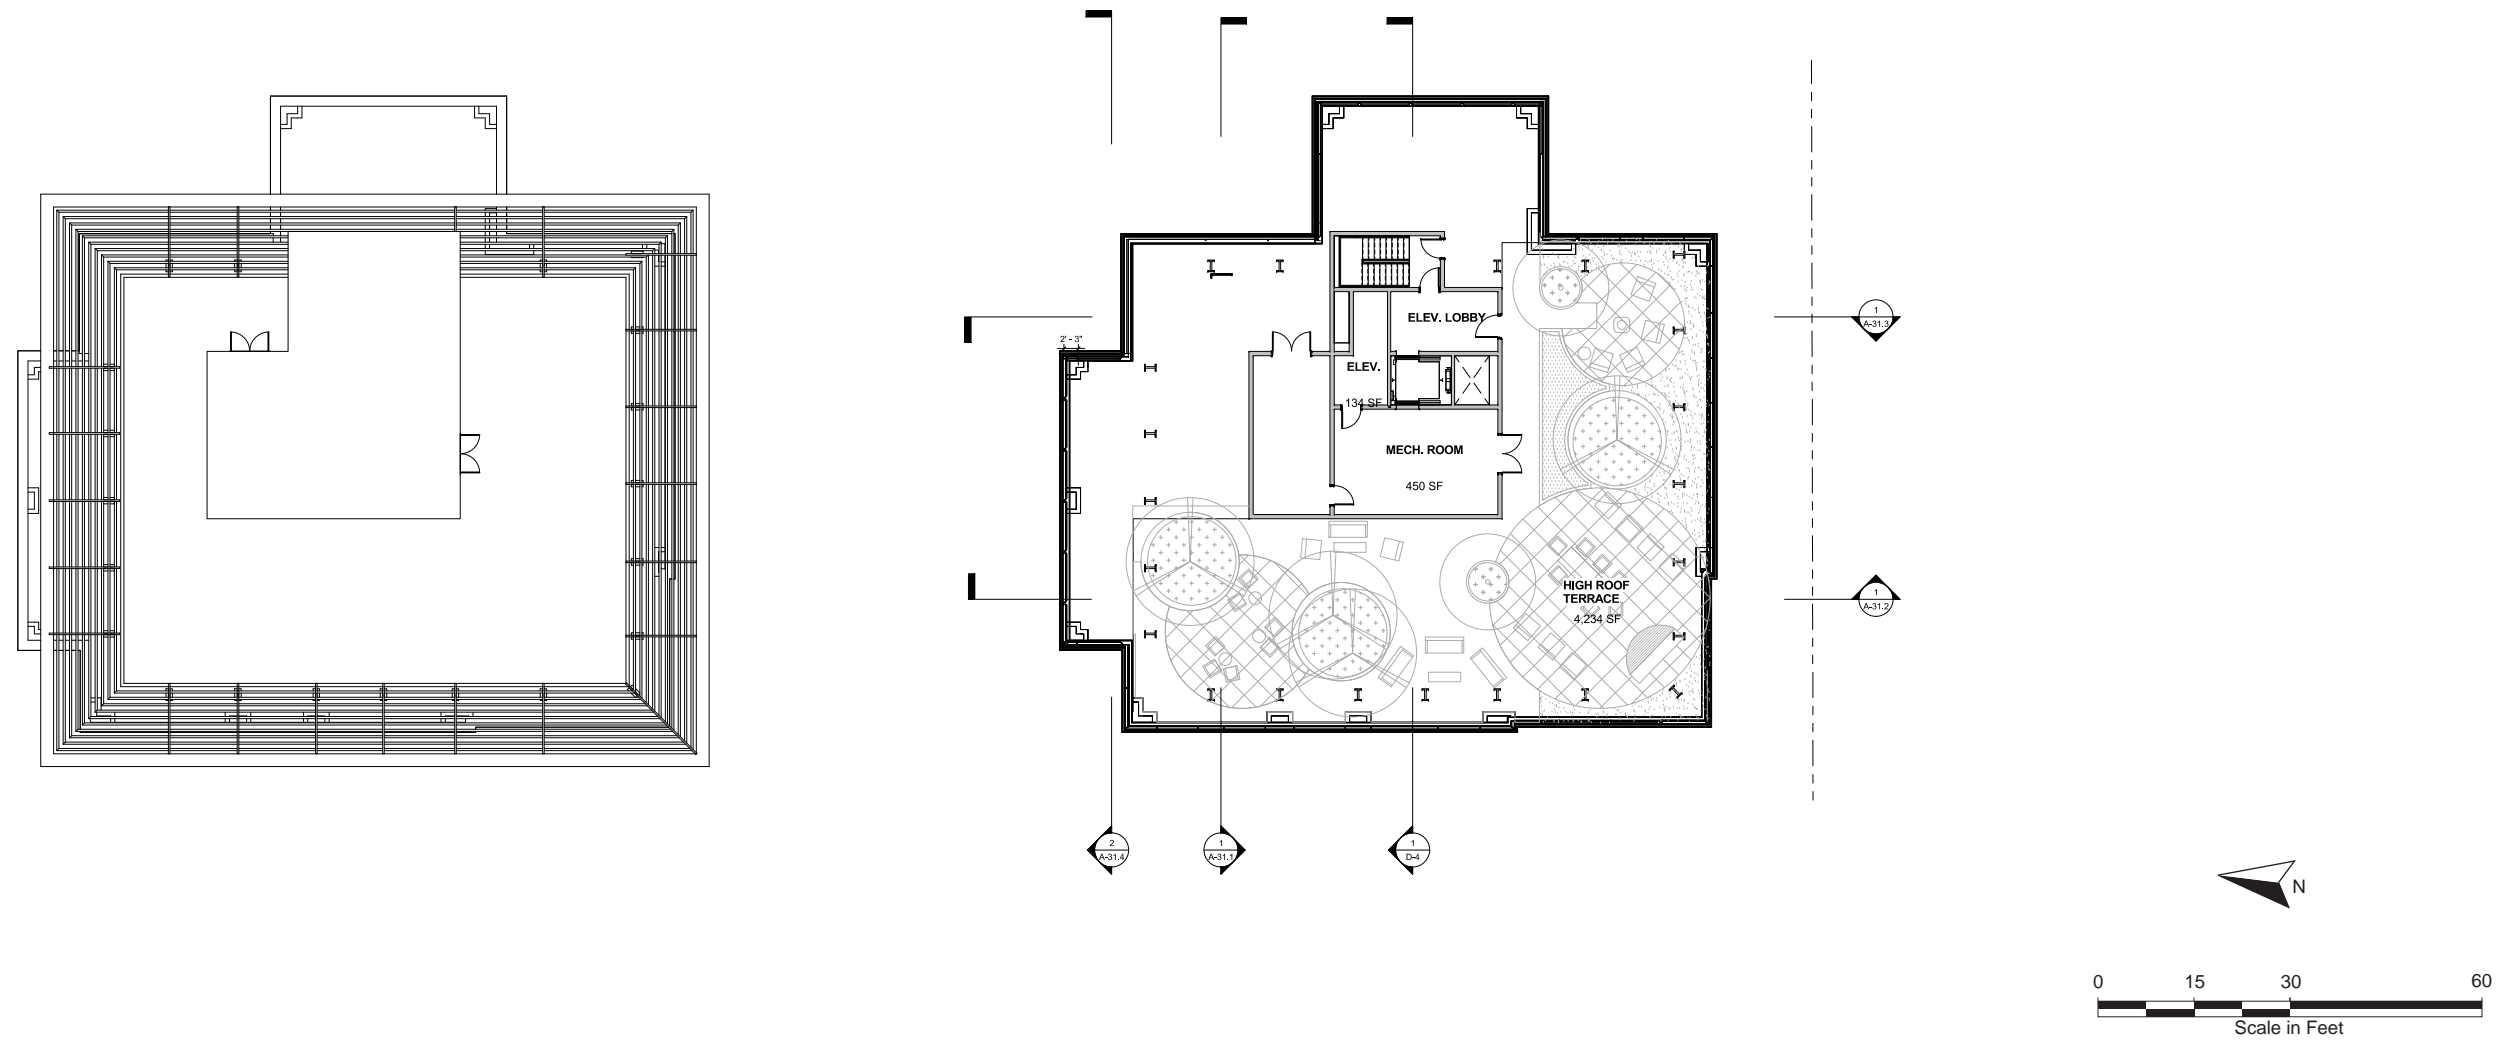 1
A-31.3
ELEV. LOBBY
2' - 3"
ELEV.
134 SF
MECH. ROOM
450 SF
HIGH ROOF
TERRACE
4,234 SF
1
A-31.2
2
A-31.4
1
A-31.1
1
D-4
N
0 15 30 60
Scale in Feet